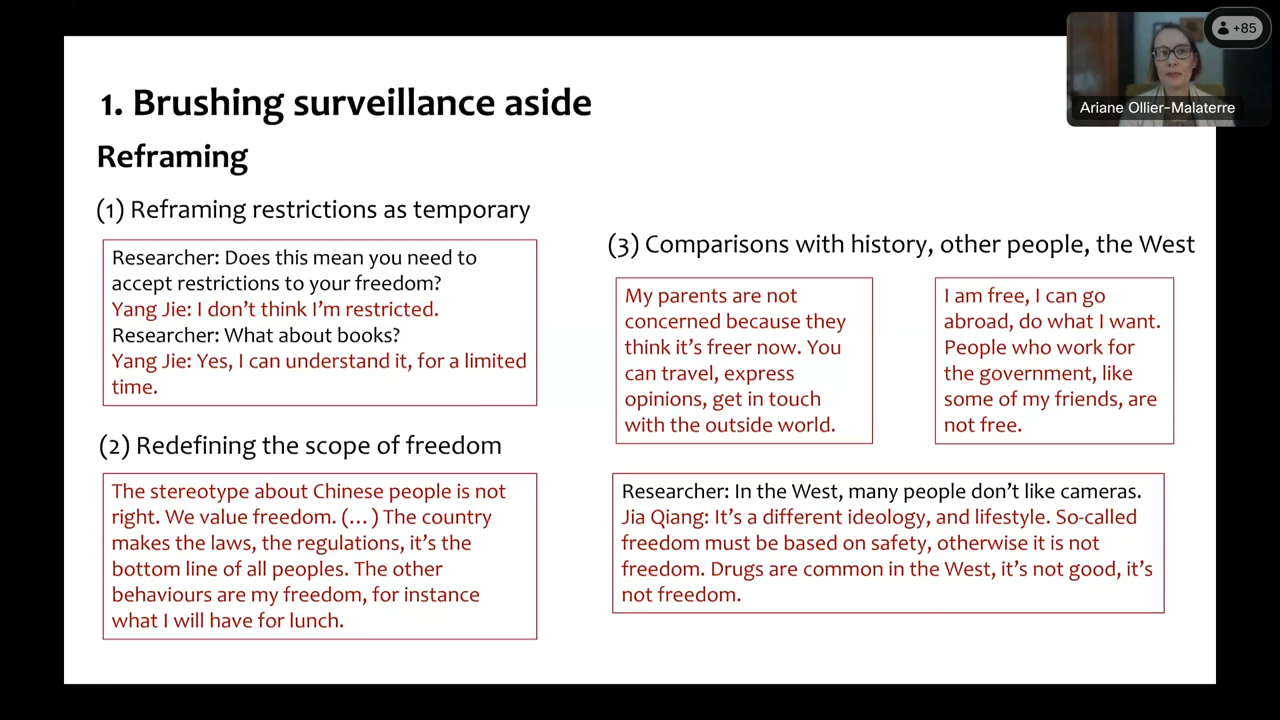 1. Brushing surveillance aside
Reframing
(1) Reframing restrictions as temporary
Researcher: Does this mean you need to
accept restrictions to your freedom?
Yang Jie: I don't think I'm restricted.
Researcher: What about books?
Yang Jie: Yes, I can understand it, for a limited
time.
(2) Redefining the scope of freedom
The stereotype about Chinese people is not
right. We value freedom. (…) The country
makes the laws, the regulations, it's the
bottom line of all peoples. The other
behaviours are my freedom, for instance
what I will have for lunch.
(3) Comparisons with history, other people, the West
My parents are not
concerned because they
think it's freer now. You
can travel, express
opinions, get in touch
with the outside world.
I am free, I can go
abroad, do what I want.
People who work for
the government, like
some of my friends, are
not free.
Researcher: In the West, many people don't like cameras.
Jia Qiang: It's a different ideology, and lifestyle. So-called
freedom must be based on safety, otherwise it is not
freedom. Drugs are common in the West, it's not good, it's
not freedom.
+85
Ariane Ollier-Malaterre